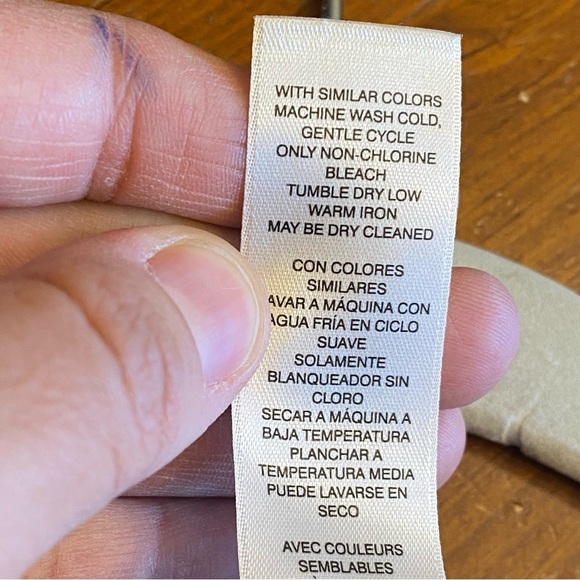 WITH SIMILAR COLORS
MACHINE WASH COLD,
GENTLE CYCLE
ONLY NON-CHLORINE
BLEACH
TUMBLE DRY LOW
WARM IRON
MAY BE DRY CLEANED
CON COLORES
SIMILARES
AVAR A MÁQUINA CON
AGUA FRÍA EN CICLO
SUAVE
SOLAMENTE
BLANQUEADOR SIN
CLORO
SECAR A MÁQUINA A
BAJA TEMPERATURA
PLANCHAR A
TEMPERATURA MEDIA
PUEDE LAVARSE EN
SECO
AVEC COULEURS
SEMBLABLES